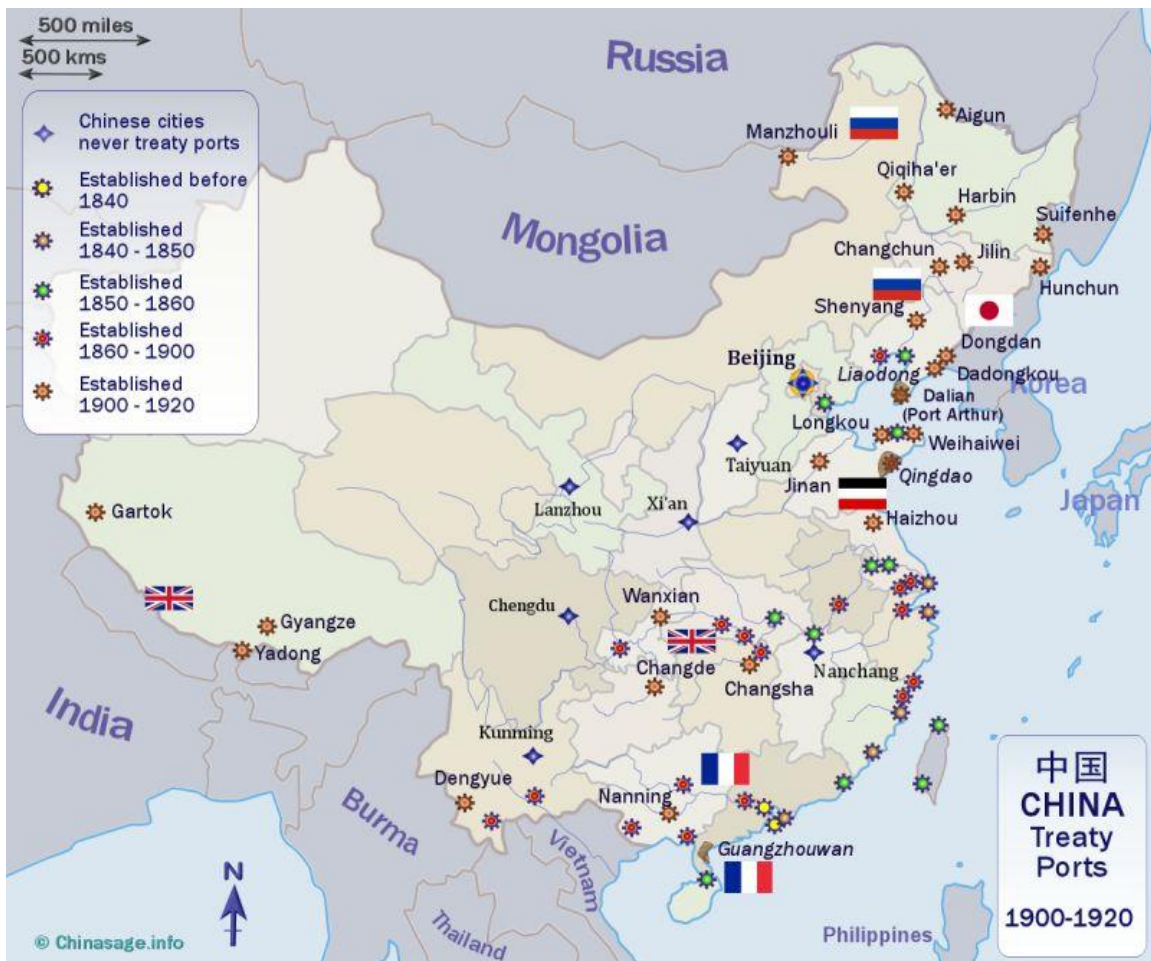 500 miles
500 kms
Chinese cities
never treaty ports
Established before
1840
Established
1840 - 1850
Established
1850 - 1860
Established
1860 - 1900
Established
1900 - 1920
Russia
Aigun
Manzhouli
Qiqiha'er
Harbin
Suifenhe
Mongolia
Changchun
Jilin
Hunchun
Shenyang
Dongdan
Beijing
Liaodong
Dadongkou
Korea
Dalian
(Port Arthur)
Longkou
Weihaiwei
Taiyuan
Jinan
Qingdao
Lanzhou
Xi'an
Japan
Gartok
Haizhou
Chengdu
Wanxian
Gyangze
Yadong
Changde
Changsha
Nanchang
India
Kunming
Dengyue
Nanning
Burma
Vietnam
Guangzhouwan
Thailand
Philippines
N
中国
CHINA
Treaty
Ports
1900-1920
© Chinasage.info